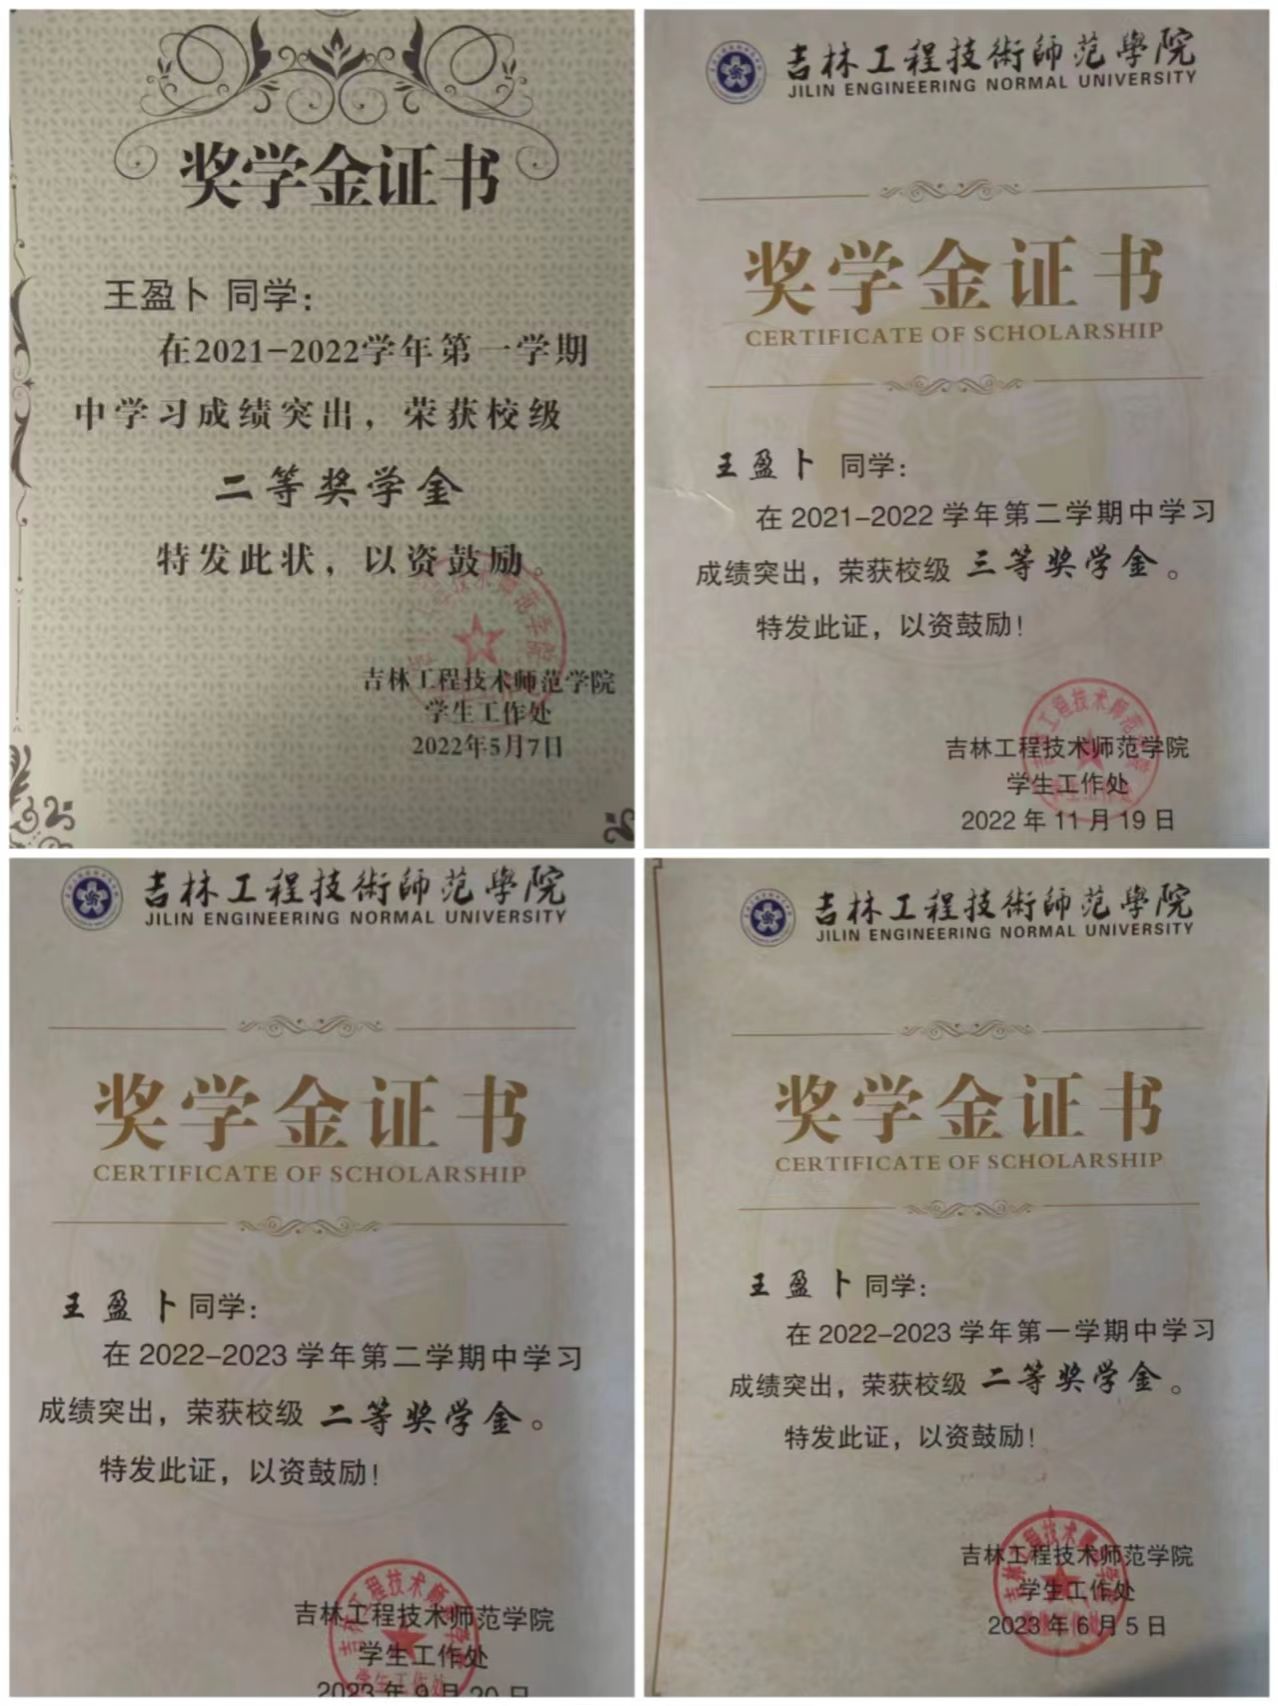 奖学金证书
王盈卜 同学：
在2021-2022学年第一学期
中学习成绩突出，荣获校级
二等奖学金
特发此状，以资鼓励。
吉林工程技术师范学院
学生工作处
2022年5月7日
吉林工程技術師范學院
JILIN ENGINEERING NORMAL UNIVERSITY
奖学金证书
CERTIFICATE OF SCHOLARSHIP
王盈卜 同学：
在 2021-2022 学年第二学期中学习
成绩突出，荣获校级 三等奖学金。
特发此证，以资鼓励！
吉林工程技术师范学院
学生工作处
2022 年 11 月 19 日
吉林工程技術師范學院
JILIN ENGINEERING NORMAL UNIVERSITY
奖学金证书
CERTIFICATE OF SCHOLARSHIP
王盈卜 同学：
在 2022-2023 学年第二学期中学习
成绩突出，荣获校级 二等奖学金。
特发此证，以资鼓励！
吉林工程技术师范学院
学生工作处
2023 年 9 月 20 日
吉林工程技術師范學院
JILIN ENGINEERING NORMAL UNIVERSITY
奖学金证书
CERTIFICATE OF SCHOLARSHIP
王盈卜 同学：
在 2022-2023 学年第一学期中学习
成绩突出，荣获校级 二等奖学金。
特发此证，以资鼓励！
吉林工程技术师范学院
学生工作处
2023 年 6 月 5 日